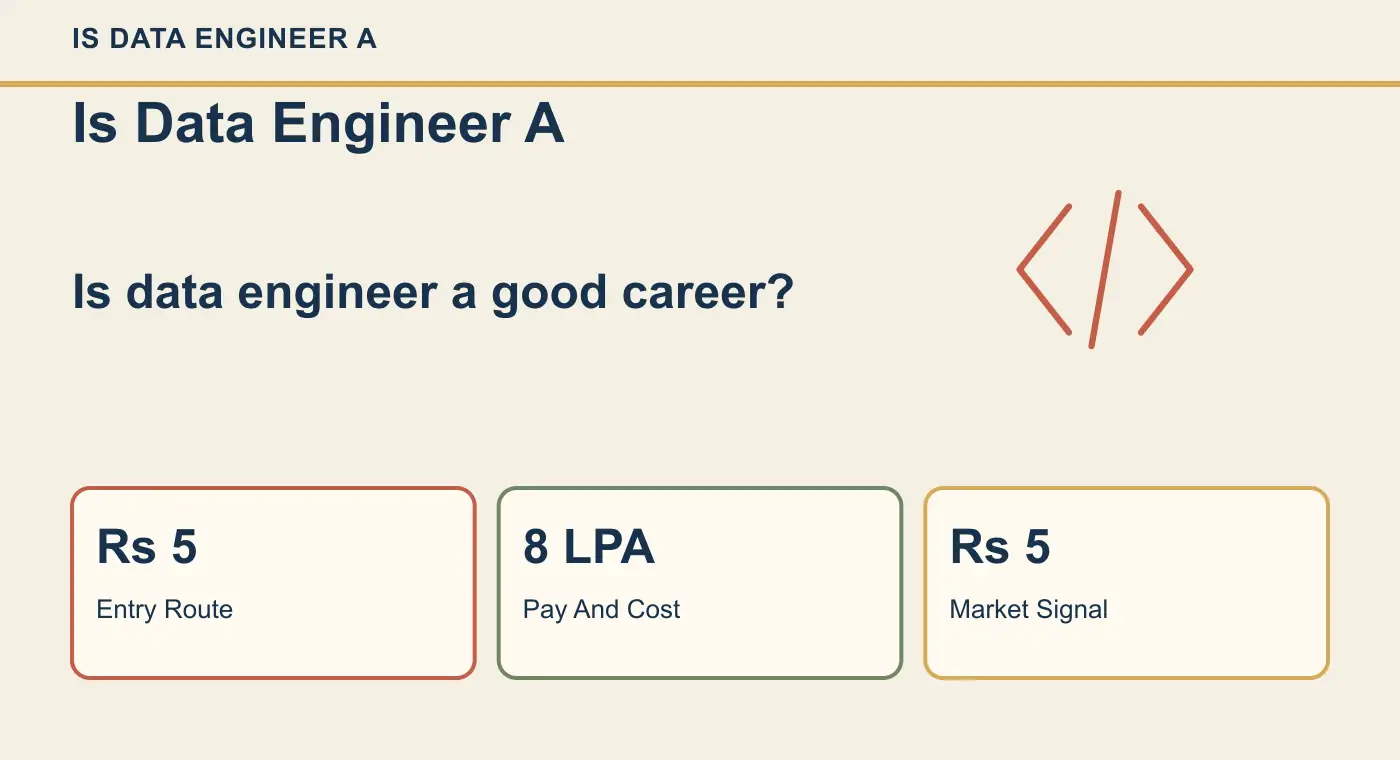 IS DATA ENGINEER A
Is Data Engineer A
Is data engineer a good career?
Rs 5
Entry Route
8 LPA
Pay And Cost
Rs 5
Market Signal